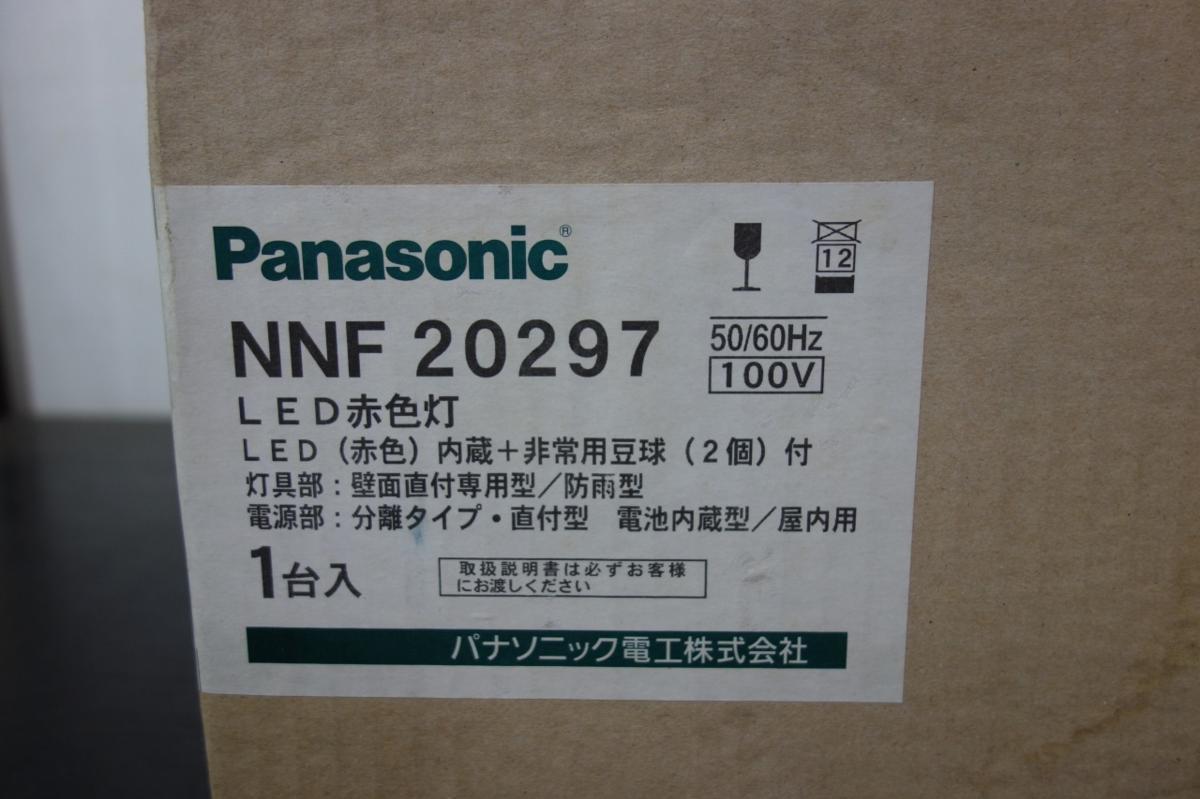 Panasonic®
12
NNF 20297
50/60Hz
100V
LED赤色灯
LED(赤色)内蔵+非常用豆球(2個)付
灯具部:壁面直付専用型/防雨型
電源部:分離タイプ・直付型 電池内蔵型/屋内用
1台入
取扱説明書は必ずお客様
にお渡しください
パナソニック電工株式会社